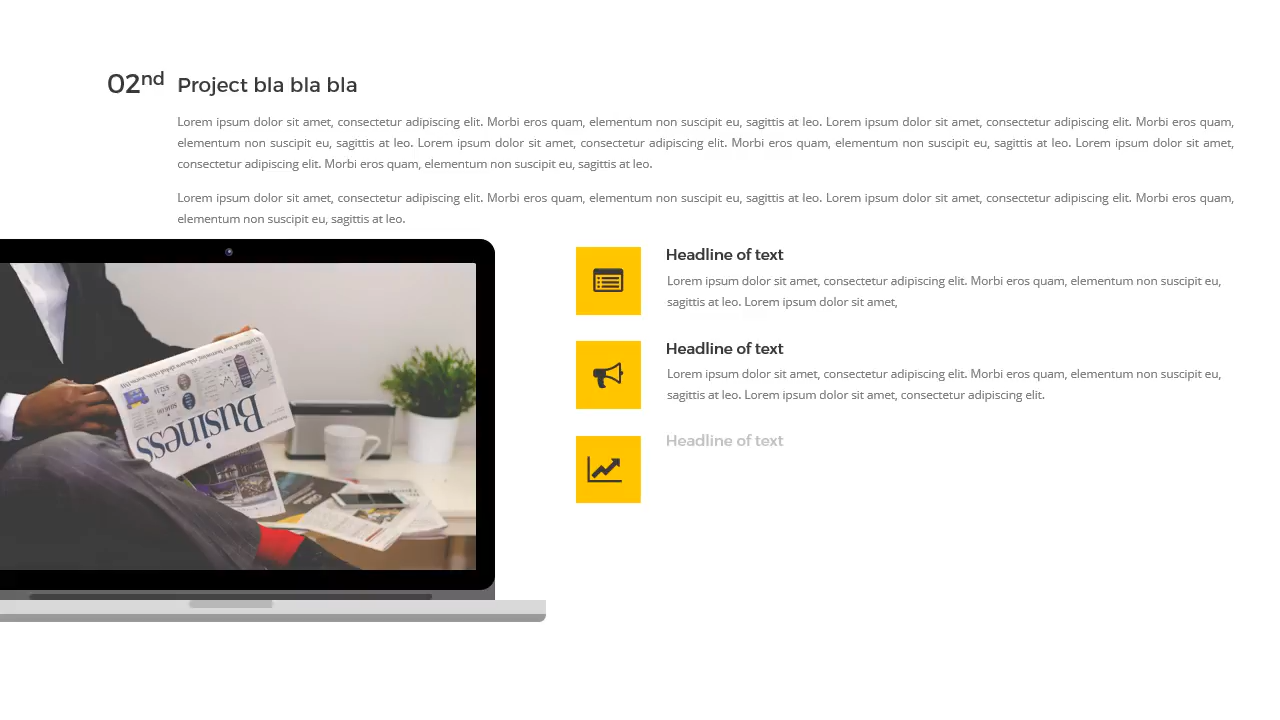 02nd Project bla bla bla
Lorem ipsum dolor sit amet, consectetur adipiscing elit. Morbi eros quam, elementum non suscipit eu, sagittis at leo. Lorem ipsum dolor sit amet, consectetur adipiscing elit. Morbi eros quam,
elementum non suscipit eu, sagittis at leo. Lorem ipsum dolor sit amet, consectetur adipiscing elit. Morbi eros quam, elementum non suscipit eu, sagittis at leo. Lorem ipsum dolor sit amet,
consectetur adipiscing elit. Morbi eros quam, elementum non suscipit eu, sagittis at leo.
Lorem ipsum dolor sit amet, consectetur adipiscing elit. Morbi eros quam, elementum non suscipit eu, sagittis at leo. Lorem ipsum dolor sit amet, consectetur adipiscing elit. Morbi eros quam,
elementum non suscipit eu, sagittis at leo.
Headline of text
Lorem ipsum dolor sit amet, consectetur adipiscing elit. Morbi eros quam, elementum non suscipit eu,
sagittis at leo. Lorem ipsum dolor sit amet,
Headline of text
Lorem ipsum dolor sit amet, consectetur adipiscing elit. Morbi eros quam, elementum non suscipit eu,
sagittis at leo. Lorem ipsum dolor sit amet, consectetur adipiscing elit.
Headline of text
Business